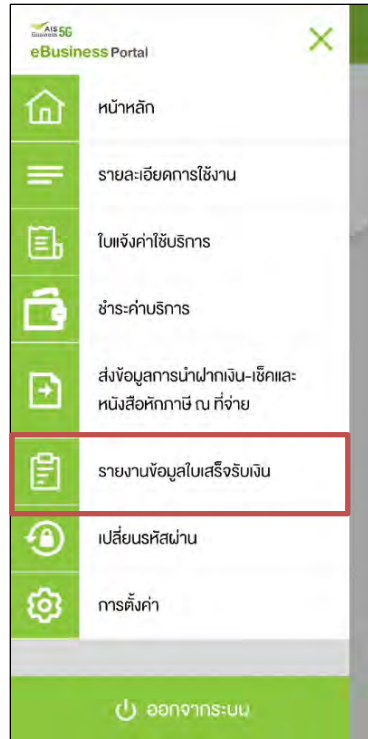 AIS 5G
Business
eBusiness Portal
หน้าหลัก
รายละเอียดการใช้งาน
ใบแจ้งค่าใช้บริการ
ชำระค่าบริการ
ส่งข้อมูลการนำฝากเงิน-เช็คและ
หนังสือหักภาษี ณ ที่จ่าย
รายงานข้อมูลใบเสร็จรับเงิน
เปลี่ยนรหัสผ่าน
การตั้งค่า
ออกจากระบบ